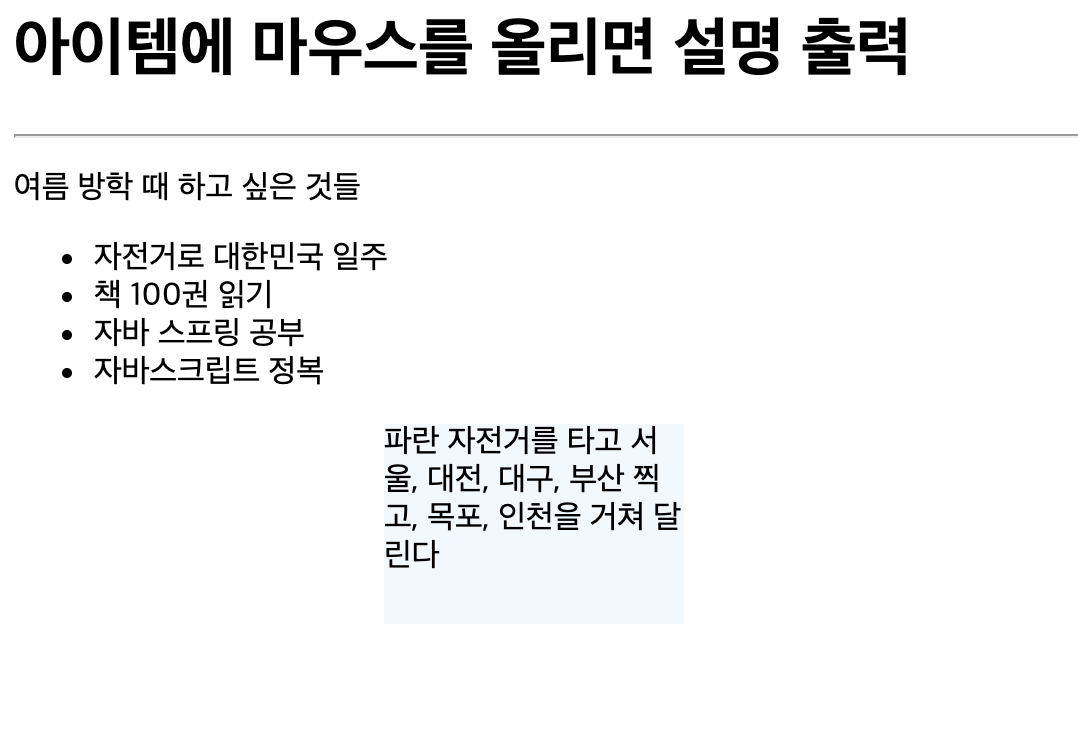 아이템에 마우스를 올리면 설명 출력
여름 방학 때 하고 싶은 것들
자전거로 대한민국 일주
책 100권 읽기
자바 스프링 공부
자바스크립트 정복
파란 자전거를 타고 서
울, 대전, 대구, 부산 찍
고, 목포, 인천을 거쳐 달
린다